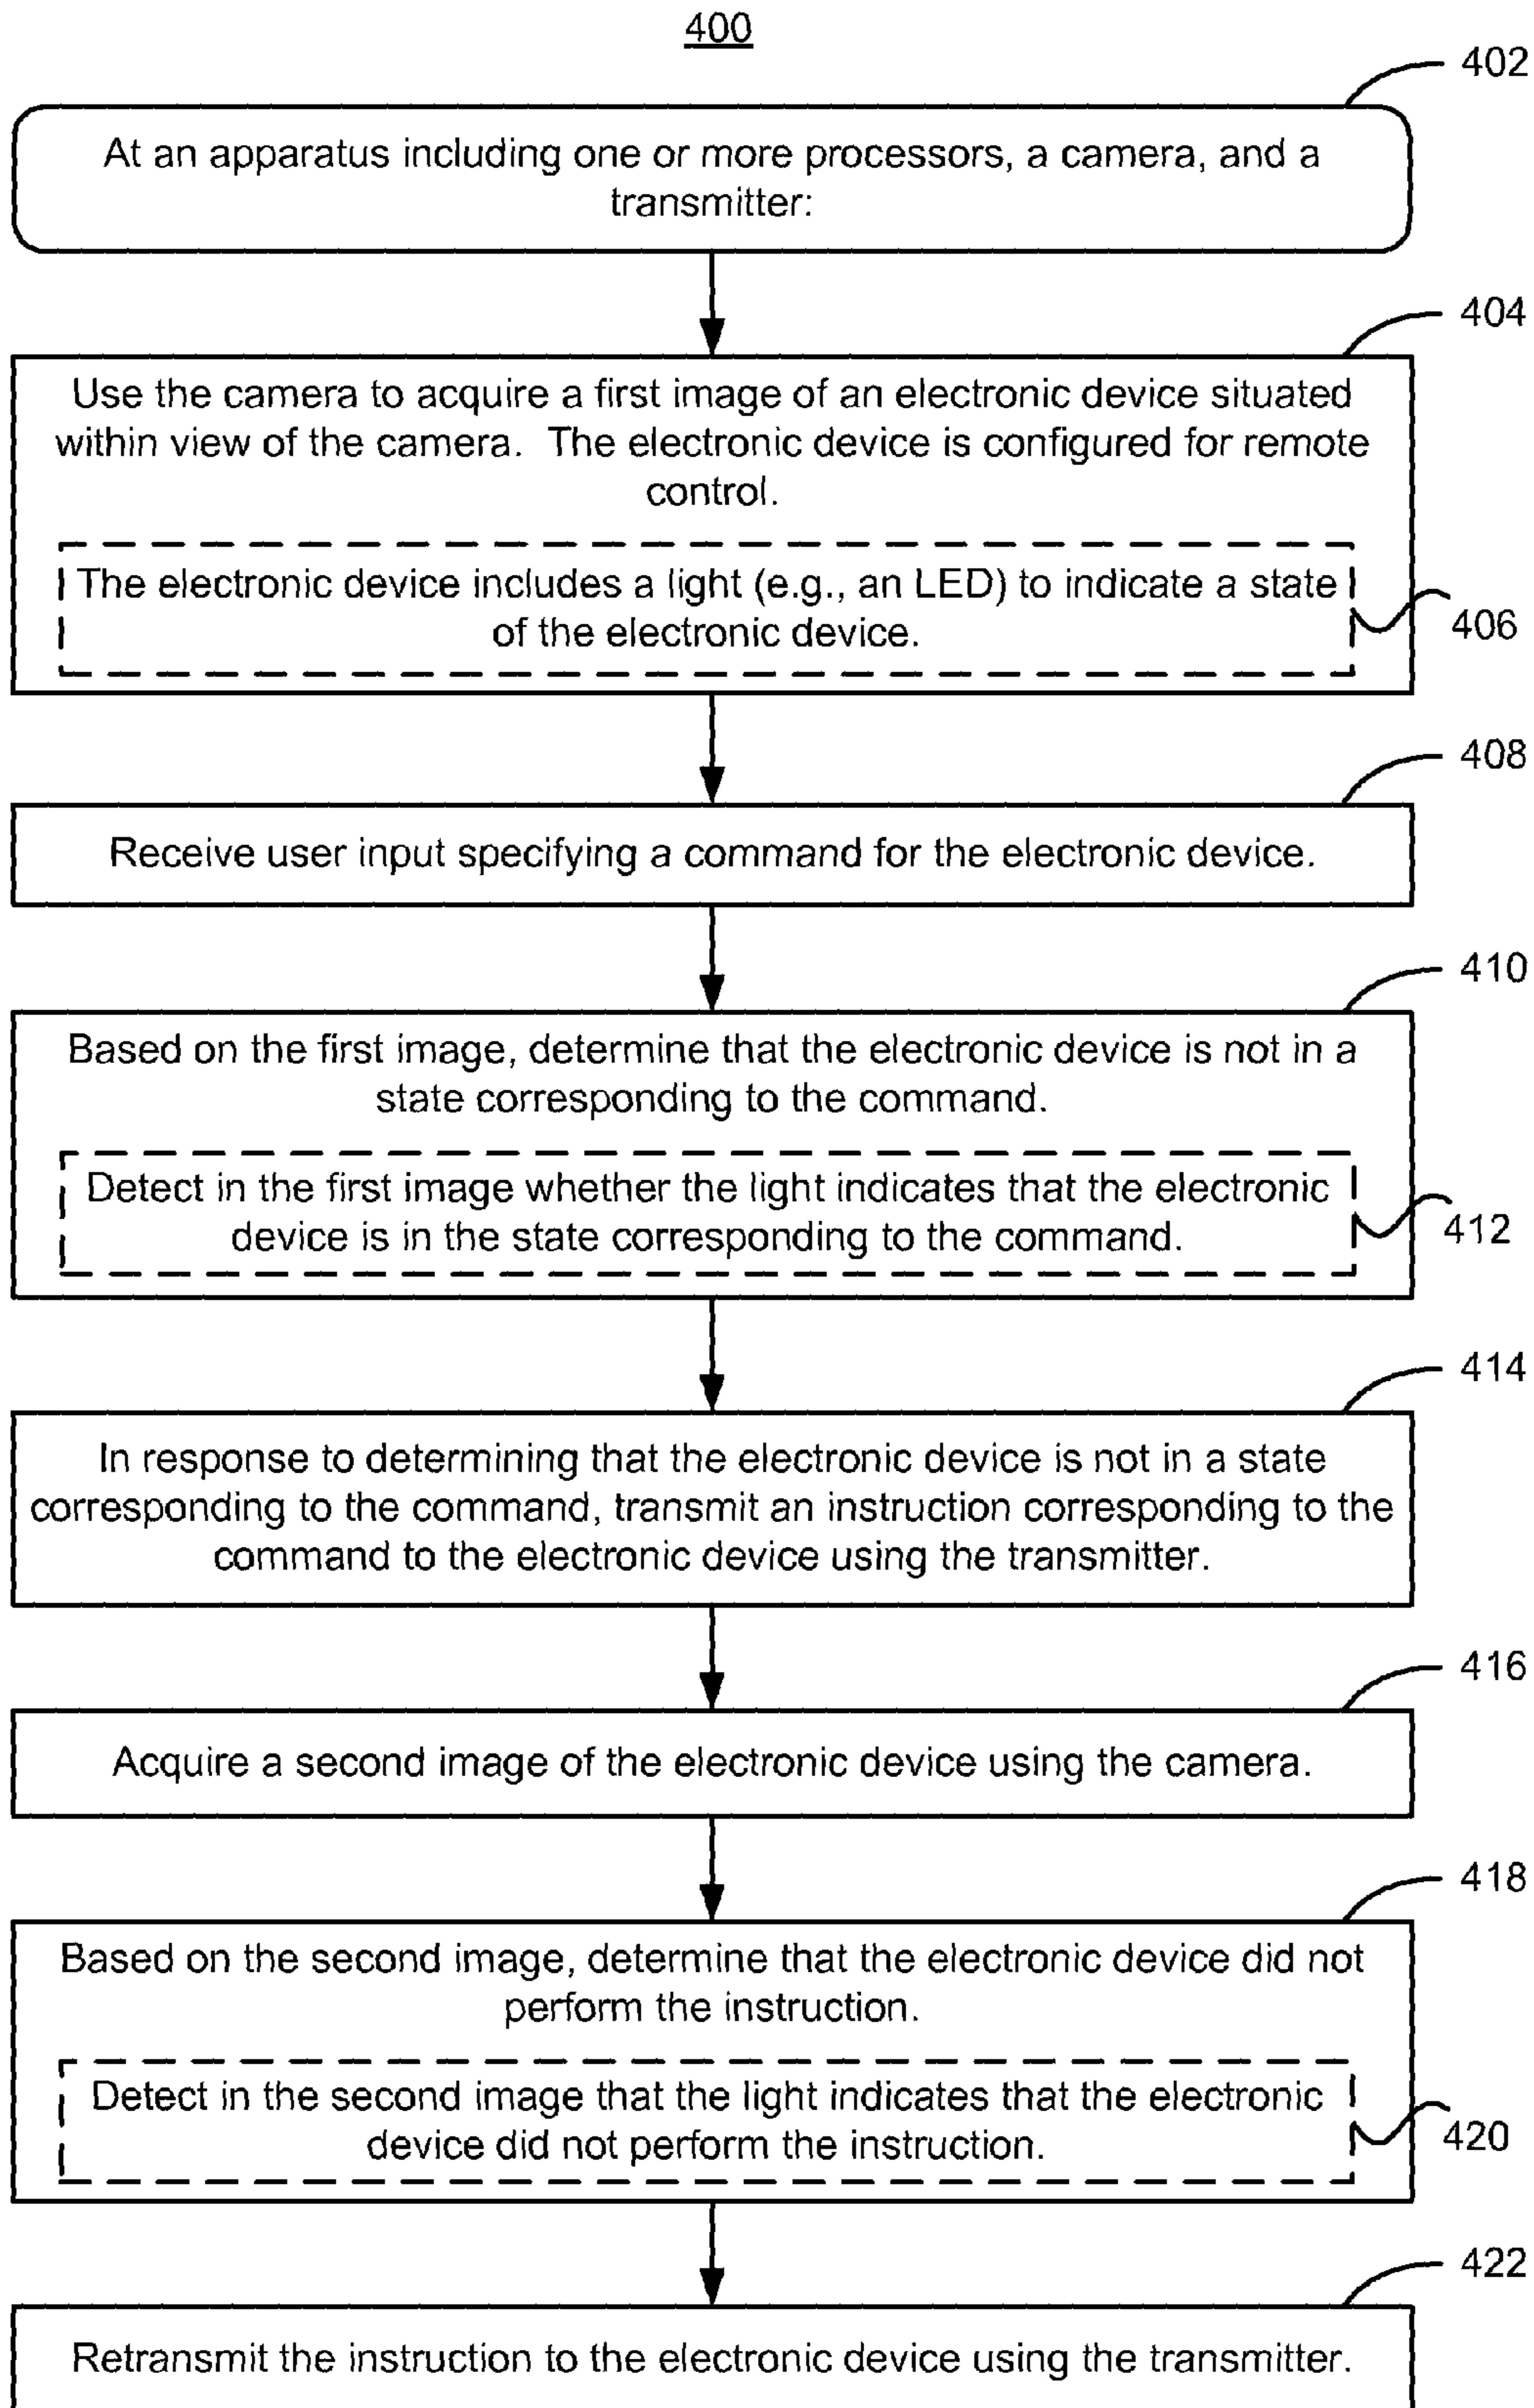 400
402
At an apparatus including one or more processors, a camera, and a
transmitter:
404
Use the camera to acquire a first image of an electronic device situated
within view of the camera. The electronic device is configured for remote
control.
The electronic device includes a light (e.g., an LED) to indicate a state
of the electronic device.
406
408
Receive user input specifying a command for the electronic device.
410
Based on the first image, determine that the electronic device is not in a
state corresponding to the command.
Detect in the first image whether the light indicates that the electronic
device is in the state corresponding to the command.
412
414
In response to determining that the electronic device is not in a state
corresponding to the command, transmit an instruction corresponding to the
command to the electronic device using the transmitter.
416
Acquire a second image of the electronic device using the camera.
418
Based on the second image, determine that the electronic device did not
perform the instruction.
Detect in the second image that the light indicates that the electronic
device did not perform the instruction.
420
422
Retransmit the instruction to the electronic device using the transmitter.